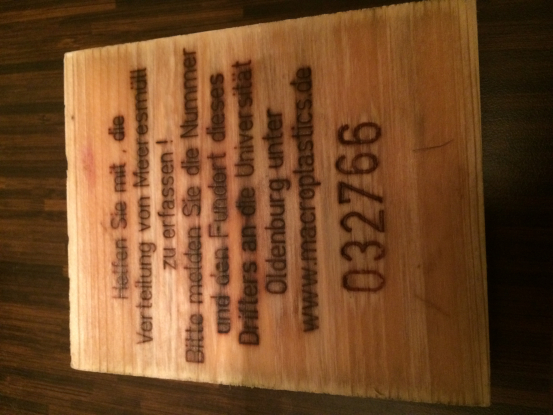 Helfen Sie mit, die
Verteilung von Meeresmüll
zu erfassen!
Bitte melden Sie die Nummer
und den Fundort dieses
Drifters an die Universität
Oldenburg unter
www.macroplastics.de
032766